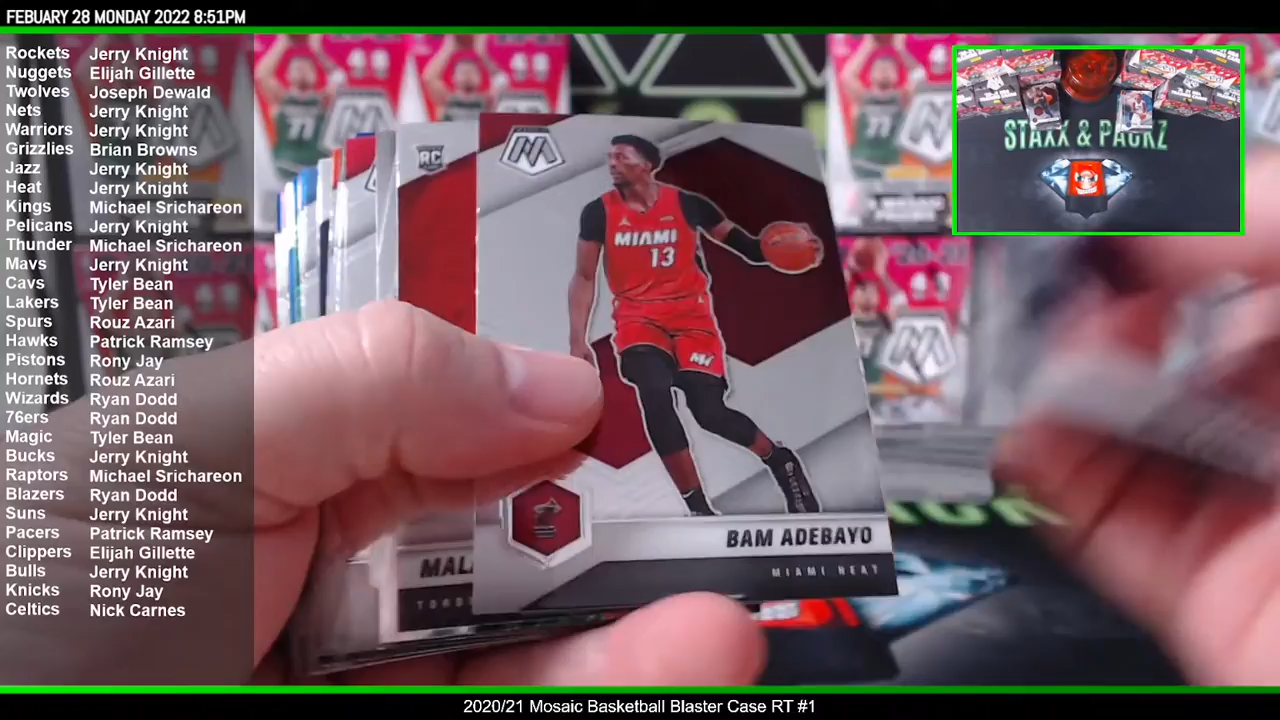 FEBUARY 28 MONDAY 2022 8:51PM
Rockets Jerry Knight
Nuggets Elijah Gillette
Twolves Joseph Dewald
Nets Jerry Knight
Warriors Jerry Knight
Grizzlies Brian Browns
Jazz Jerry Knight
Heat Jerry Knight
Kings Michael Srichareon
Pelicans Jerry Knight
Thunder Michael Srichareon
Mavs Jerry Knight
Cavs Tyler Bean
Lakers Tyler Bean
Spurs Rouz Azari
Hawks Patrick Ramsey
Pistons Rony Jay
Hornets Rouz Azari
Wizards Ryan Dodd
76ers Ryan Dodd
Magic Tyler Bean
Bucks Jerry Knight
Raptors Michael Srichareon
Blazers Ryan Dodd
Suns Jerry Knight
Pacers Patrick Ramsey
Clippers Elijah Gillette
Bulls Jerry Knight
Knicks Rony Jay
Celtics Nick Carnes
STAXX & PACKZ
RC
MIAMI
13
BAM ADEBAYO
MIAMI HEAT
MAL
TORO
2020/21 Mosaic Basketball Blaster Case RT #1